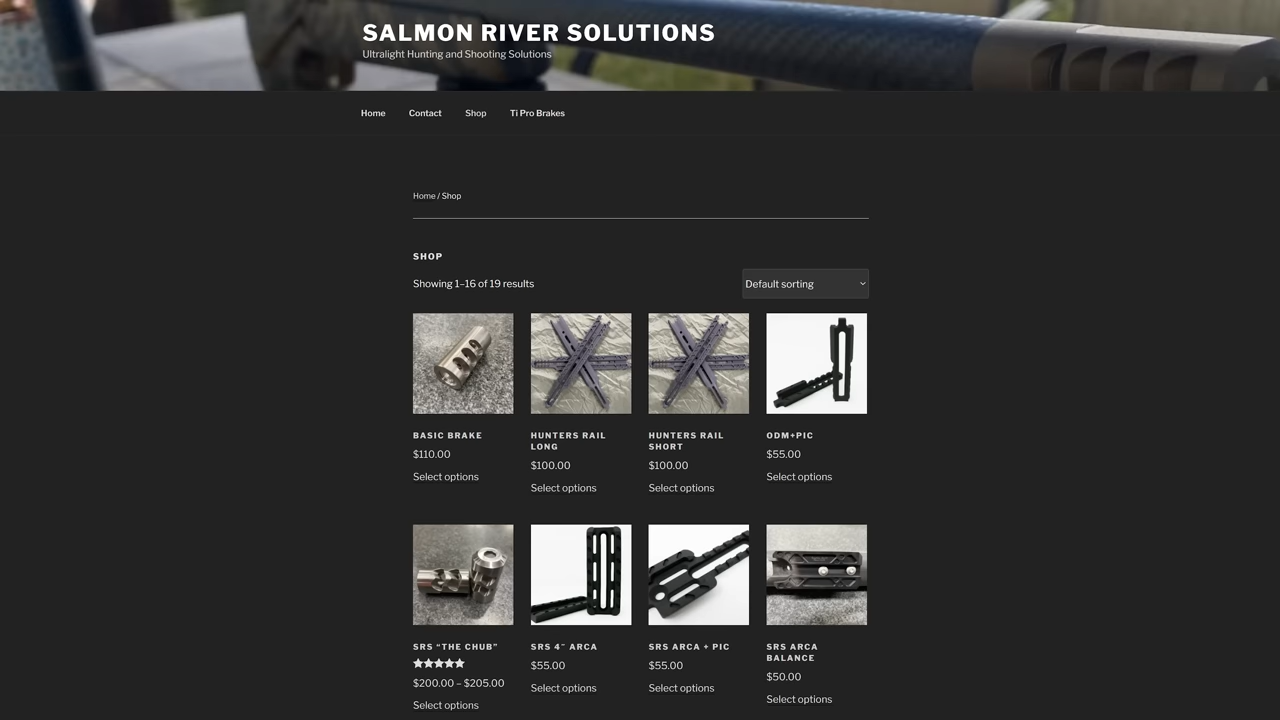 SALMON RIVER SOLUTIONS
Ultralight Hunting and Shooting Solutions
Home Contact Shop Ti Pro Brakes
Home / Shop
SHOP
Showing 1–16 of 19 results
Default sorting
BASIC BRAKE
$110.00
Select options
HUNTERS RAIL
LONG
$100.00
Select options
HUNTERS RAIL
SHORT
$100.00
Select options
ODM+PIC
$55.00
Select options
SRS “THE CHUB”
$200.00 – $205.00
Select options
SRS 4″ ARCA
$55.00
Select options
SRS ARCA + PIC
$55.00
Select options
SRS ARCA
BALANCE
$50.00
Select options